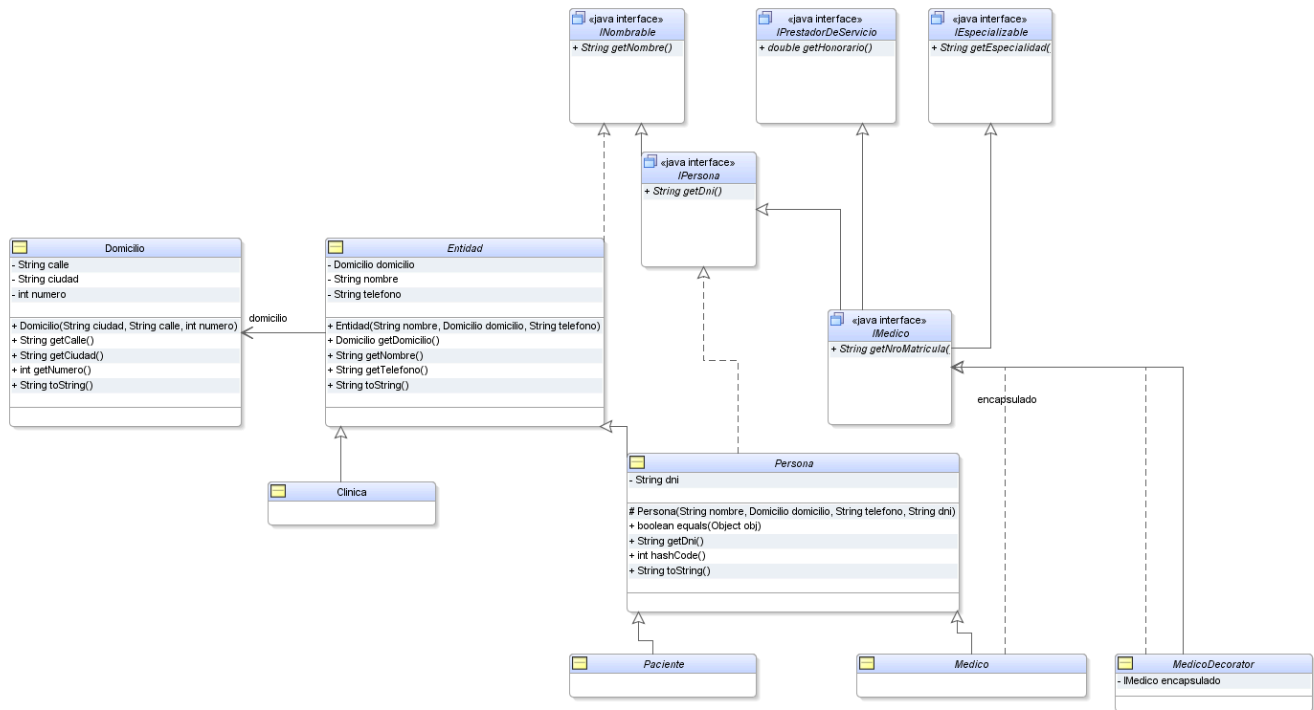 «java interface»
INombrable
+ String getNombre()
«java interface»
IPrestadorDeServicio
+ double getHonorario()
«java interface»
IEspecializable
+ String getEspecialidad(
«java interface»
IPersona
+ String getDni()
Domicilio
- String calle
- String ciudad
- int numero
+ Domicilio(String ciudad, String calle, int numero)
+ String getCalle()
+ String getCiudad()
+ int getNumero()
+ String toString()
domicilio
Entidad
- Domicilio domicilio
- String nombre
- String telefono
+ Entidad(String nombre, Domicilio domicilio, String telefono)
+ Domicilio getDomicilio()
+ String getNombre()
+ String getTelefono()
+ String toString()
«java interface»
IMedico
+ String getNroMatricula(
encapsulado
Clinica
Persona
- String dni
# Persona(String nombre, Domicilio domicilio, String telefono, String dni)
+ boolean equals(Object obj)
+ String getDni()
+ int hashCode()
+ String toString()
Paciente
Medico
MedicoDecorator
- IMedico encapsulado